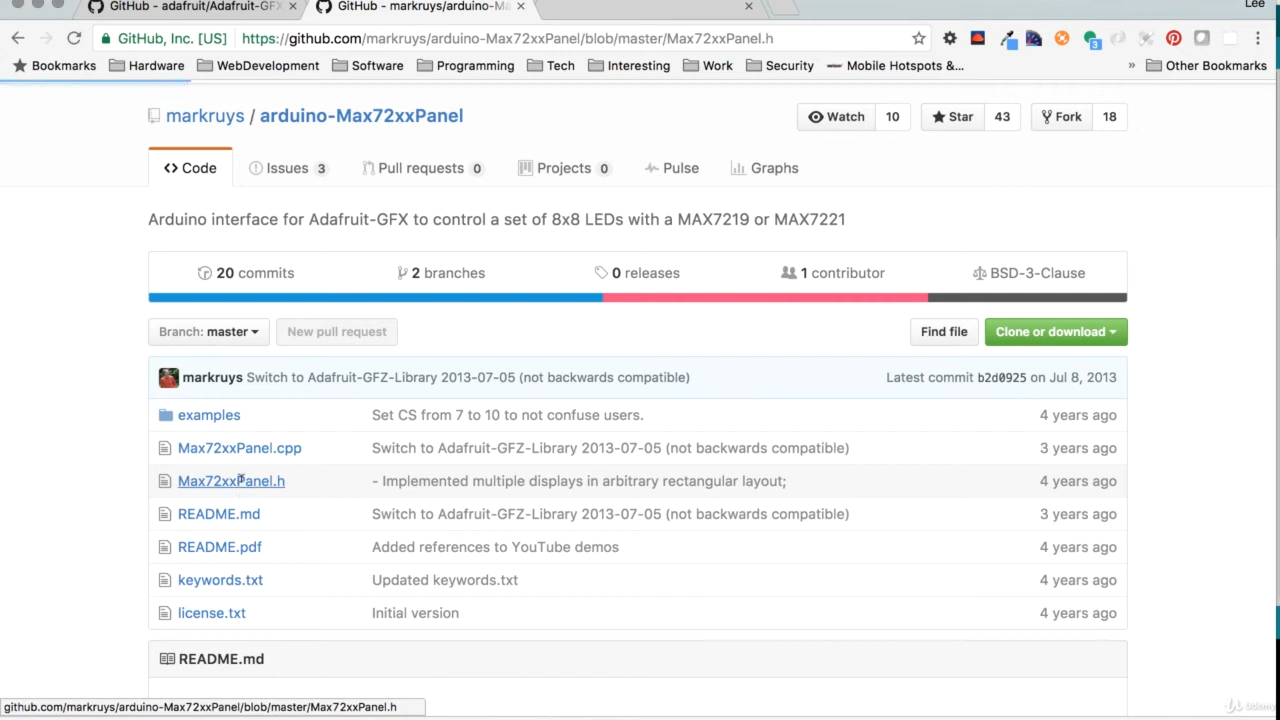 GitHub - adafruit/Adafruit-GFX
GitHub - markruys/arduino-Ma
Lee
GitHub, Inc. [US]
https://github.com/markruys/arduino-Max72xxPanel/blob/master/Max72xxPanel.h
3
Bookmarks
Hardware
WebDevelopment
Software
Programming
Tech
Interesting
Work
Security
Mobile Hotspots &...
»
Other Bookmarks
markruys / arduino-Max72xxPanel
Watch 10
Star 43
Fork 18
Code
Issues 3
Pull requests 0
Projects 0
Pulse
Graphs
Arduino interface for Adafruit-GFX to control a set of 8x8 LEDs with a MAX7219 or MAX7221
20 commits
2 branches
0 releases
1 contributor
BSD-3-Clause
Branch: master
New pull request
Find file
Clone or download
markruys Switch to Adafruit-GFZ-Library 2013-07-05 (not backwards compatible)
Latest commit b2d0925 on Jul 8, 2013
examples
Set CS from 7 to 10 to not confuse users.
4 years ago
Max72xxPanel.cpp
Switch to Adafruit-GFZ-Library 2013-07-05 (not backwards compatible)
3 years ago
Max72xxPanel.h
- Implemented multiple displays in arbitrary rectangular layout;
4 years ago
README.md
Switch to Adafruit-GFZ-Library 2013-07-05 (not backwards compatible)
3 years ago
README.pdf
Added references to YouTube demos
4 years ago
keywords.txt
Updated keywords.txt
4 years ago
license.txt
Initial version
4 years ago
README.md
github.com/markruys/arduino-Max72xxPanel/blob/master/Max72xxPanel.h
Udemy